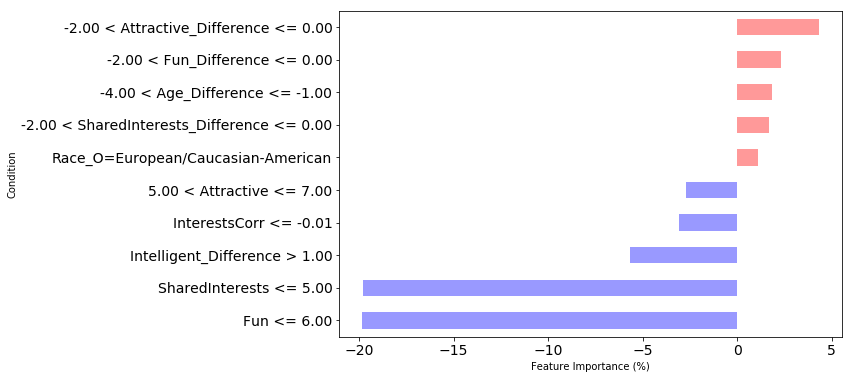 -2.00 < Attractive_Difference <= 0.00
-2.00 < Fun_Difference <= 0.00
-4.00 < Age_Difference <= -1.00
-2.00 < SharedInterests_Difference <= 0.00
Race_O=European/Caucasian-American
5.00 < Attractive <= 7.00
InterestsCorr <= -0.01
Intelligent_Difference > 1.00
SharedInterests <= 5.00
Fun <= 6.00
Condition
−20 −15 −10 −5 0 5
Feature Importance (%)